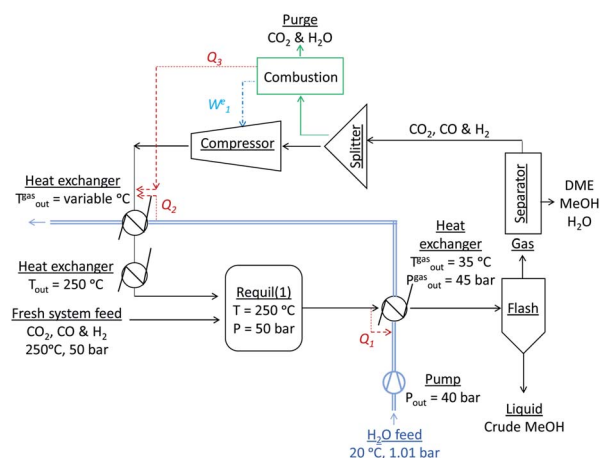 Purge
CO₂ & H₂O
Q₃
Combustion
Wᵉ₁
Compressor
Splitter
CO₂, CO & H₂
Separator
DME
MeOH
H₂O
Heat exchanger
Tᵍᵃˢₒᵤₜ = variable °C
Q₂
Heat
exchanger
Tᵍᵃˢₒᵤₜ = 35 °C
Pᵍᵃˢₒᵤₜ = 45 bar
Gas
Heat exchanger
Tₒᵤₜ = 250 °C
Requil(1)
T = 250 °C
P = 50 bar
Flash
Fresh system feed
CO₂, CO & H₂
250°C, 50 bar
Q₁
Pump
Pₒᵤₜ = 40 bar
Liquid
Crude MeOH
H₂O feed
20 °C, 1.01 bar